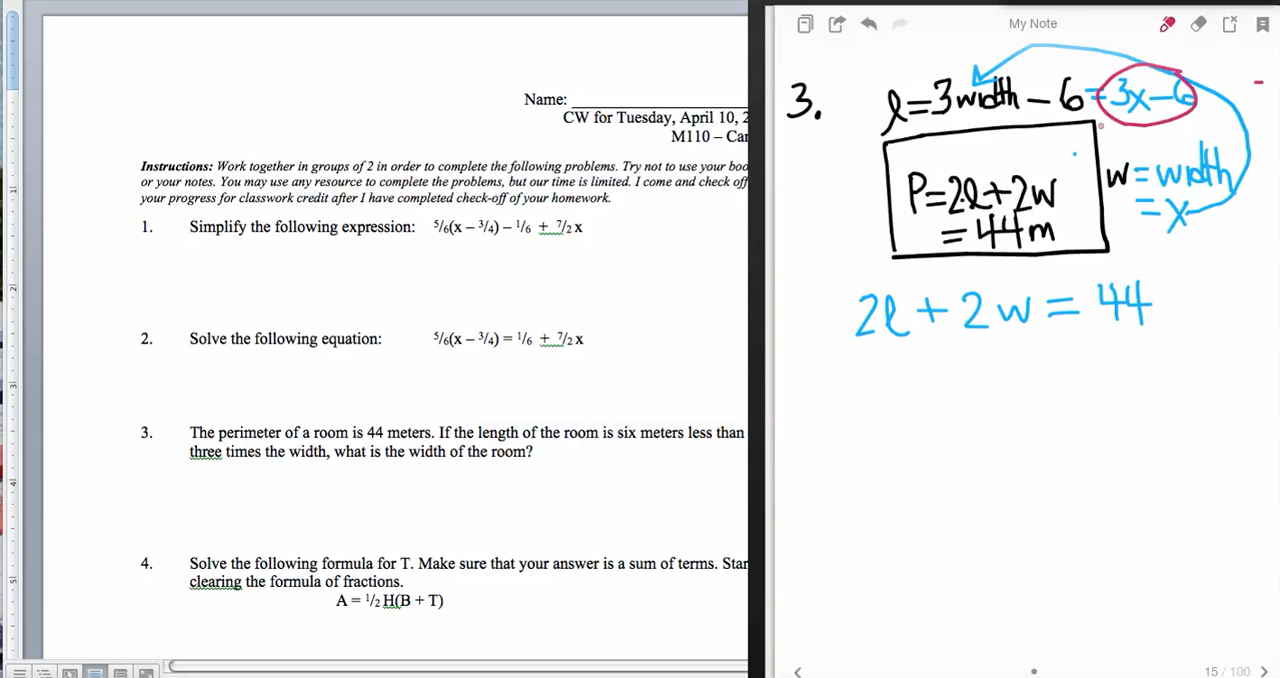 Name:
CW for Tuesday, April 10, 2
M110 – Car
Instructions: Work together in groups of 2 in order to complete the following problems. Try not to use your boo
or your notes. You may use any resource to complete the problems, but our time is limited. I come and check off
your progress for classwork credit after I have completed check-off of your homework.
1. Simplify the following expression: 5/6(x – 3/4) – 1/6 + 7/2 x
2. Solve the following equation: 5/6(x – 3/4) = 1/6 + 7/2 x
3. The perimeter of a room is 44 meters. If the length of the room is six meters less than
three times the width, what is the width of the room?
4. Solve the following formula for T. Make sure that your answer is a sum of terms. Star
clearing the formula of fractions.
A = 1/2 H(B + T)
My Note
3. l = 3 width – 6 = 3x – 6
P = 2·l + 2w
= 44m
w = width
= x
2l + 2w = 44
15 / 100